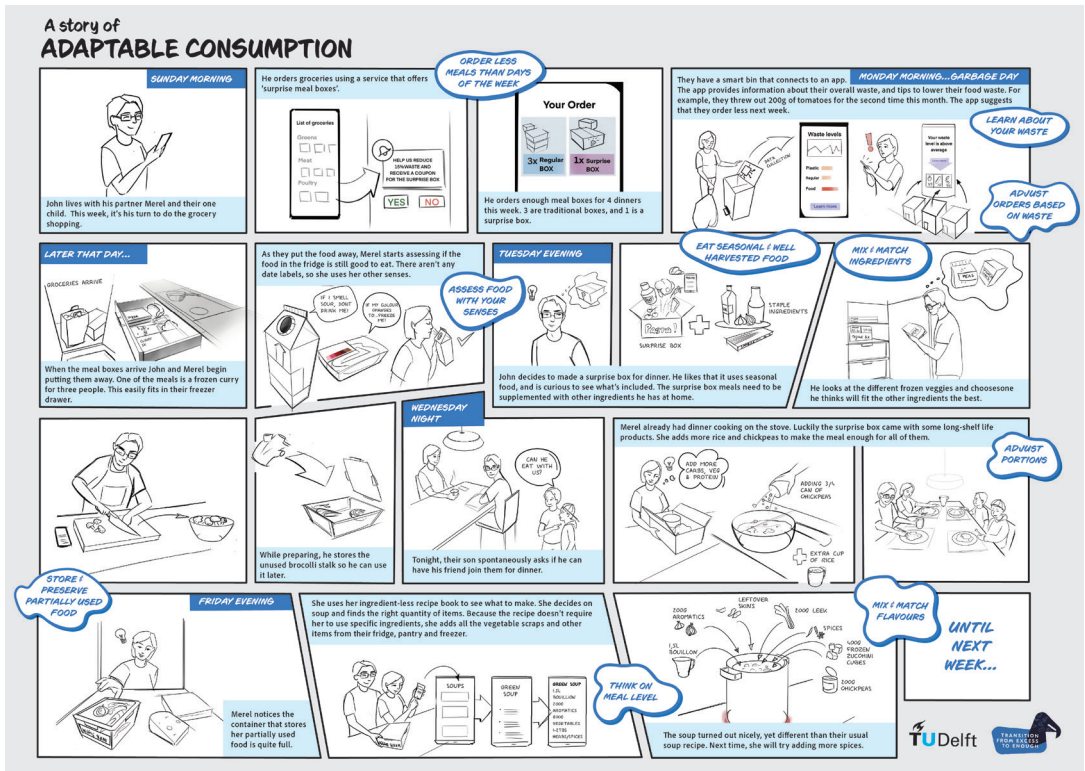 A story of
ADAPTABLE CONSUMPTION
SUNDAY MORNING
John lives with his partner Merel and their one
child. This week, it's his turn to do the grocery
shopping.
He orders groceries using a service that offers
'surprise meal boxes'.
List of groceries
Greens
Meat
Poultry
HELP US REDUCE
15%WASTE AND
RECEIVE A COUPON
FOR THE SURPRISE BOX
YES
NO
ORDER LESS
MEALS THAN DAYS
OF THE WEEK
Your Order
3x Regular
BOX
1x Surprise
BOX
He orders enough meal boxes for 4 dinners
this week. 3 are traditional boxes, and 1 is a
surprise box.
MONDAY MORNING...GARBAGE DAY
They have a smart bin that connects to an app.
The app provides information about their overall waste, and tips to lower their food waste. For
example, they threw out 200g of tomatoes for the second time this month. The app suggests
that they order less next week.
DATA
COLLECTION
Waste levels
Plastic
Regular
Food
Learn more
Your waste
level is above
average
LEARN ABOUT
YOUR WASTE
ADJUST
ORDERS BASED
ON WASTE
LATER THAT DAY...
GROCERIES ARRIVE
When the meal boxes arrive John and Merel begin
putting them away. One of the meals is a frozen curry
for three people. This easily fits in their freezer
drawer.
As they put the food away, Merel starts assessing if the
food in the fridge is still good to eat. There aren't any
date labels, so she uses her other senses.
IF I SMELL
SOUR, DON'T
DRINK ME!
IF MY COLOUR
CHANGES
TO...FREEZE
ME!
ASSESS FOOD
WITH YOUR
SENSES
TUESDAY EVENING
EAT SEASONAL & WELL
HARVESTED FOOD
SURPRISE BOX
STAPLE
INGREDIENTS
John decides to made a surprise box for dinner. He likes that it uses seasonal
food, and is curious to see what's included. The surprise box meals need to be
supplemented with other ingredients he has at home.
MIX & MATCH
INGREDIENTS
He looks at the different frozen veggies and choosesone
he thinks will fit the other ingredients the best.
While preparing, he stores the
unused brocolli stalk so he can use
it later.
WEDNESDAY
NIGHT
CAN HE
EAT WITH
US?
Tonight, their son spontaneously asks if he can
have his friend join them for dinner.
Merel already had dinner cooking on the stove. Luckily the surprise box came with some long-shelf life
products. She adds more rice and chickpeas to make the meal enough for all of them.
ADD MORE
CARBS, VEG
& PROTEIN
ADDING 3/4
CAN OF
CHICKPEAS
EXTRA CUP
OF RICE
ADJUST
PORTIONS
STORE &
PRESERVE
PARTIALLY USED
FOOD
FRIDAY EVENING
Merel notices the
container that stores
her partially used
food is quite full.
She uses her ingredient-less recipe book to see what to make. She decides on
soup and finds the right quantity of items. Because the recipe doesn't require
her to use specific ingredients, she adds all the vegetable scraps and other
items from their fridge, pantry and freezer.
SOUPS
GREEN
SOUP
GREEN SOUP
1.5L
BOUILLON
200G
AROMATICS
800G
VEGETABLES
THINK ON
MEAL LEVEL
200G
AROMATICS
LEFTOVER
SKINS
200G LEEK
SPICES
1,5L
BOUILLON
400G
FROZEN
ZUCCHINI
CUBES
200G
CHICKPEAS
The soup turned out nicely, yet different than their usual
soup recipe. Next time, she will try adding more spices.
MIX & MATCH
FLAVOURS
UNTIL
NEXT
WEEK...
TUDelft
TRANSITION
FROM EXCESS
TO ENOUGH